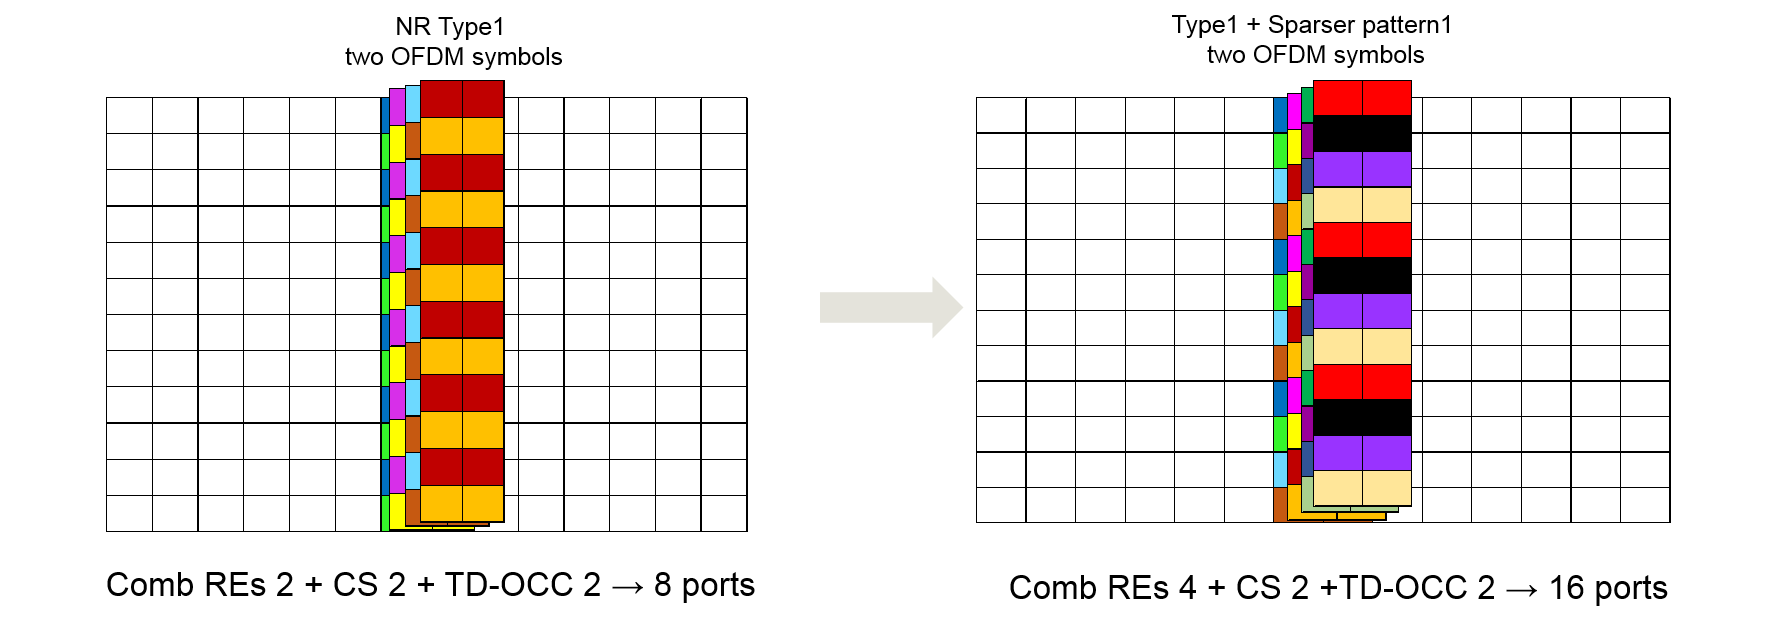 NR Type1
two OFDM symbols
Type1 + Sparser pattern1
two OFDM symbols
Comb REs 2 + CS 2 + TD-OCC 2 → 8 ports
Comb REs 4 + CS 2 +TD-OCC 2 → 16 ports